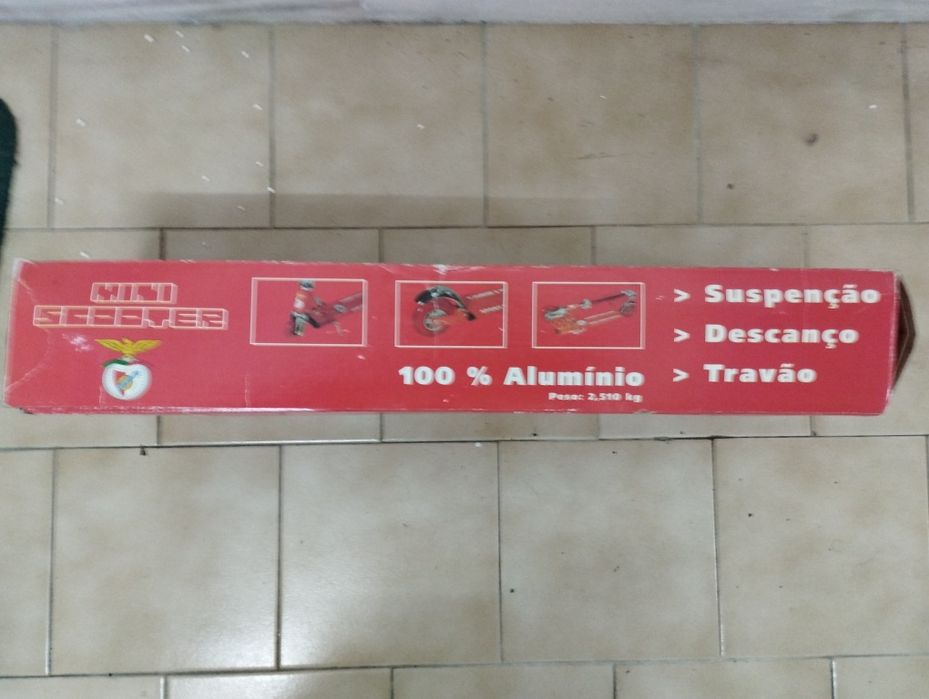 MINI
SCOOTER
100 % Alumínio
Peso: 2,510 kg
> Suspenção
> Descanço
> Travão